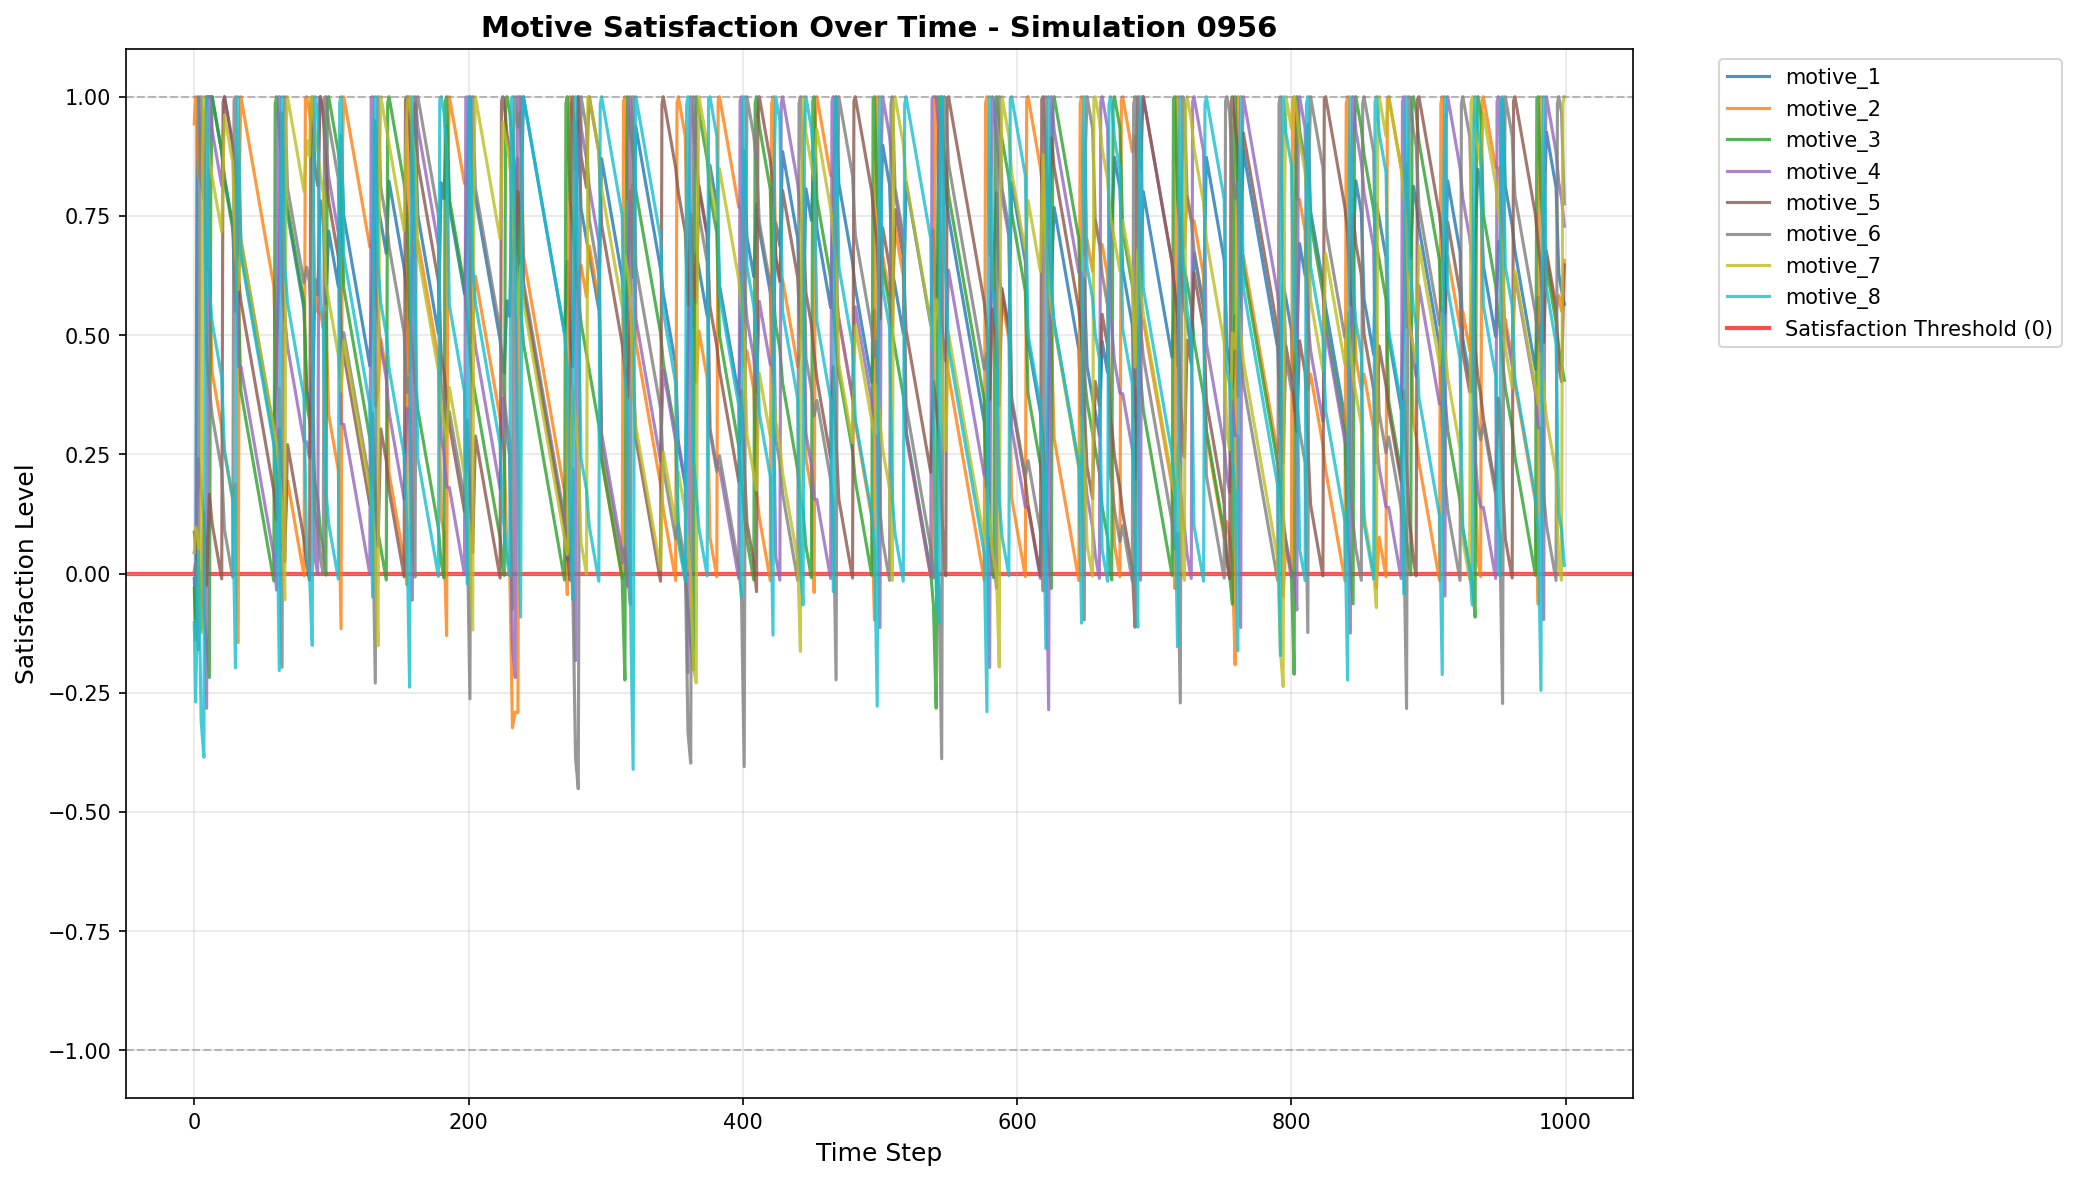 Motive Satisfaction Over Time - Simulation 0956
Satisfaction Level
1.00
0.75
0.50
0.25
0.00
−0.25
−0.50
−0.75
−1.00
0
200
400
600
800
1000
Time Step
motive_1
motive_2
motive_3
motive_4
motive_5
motive_6
motive_7
motive_8
Satisfaction Threshold (0)